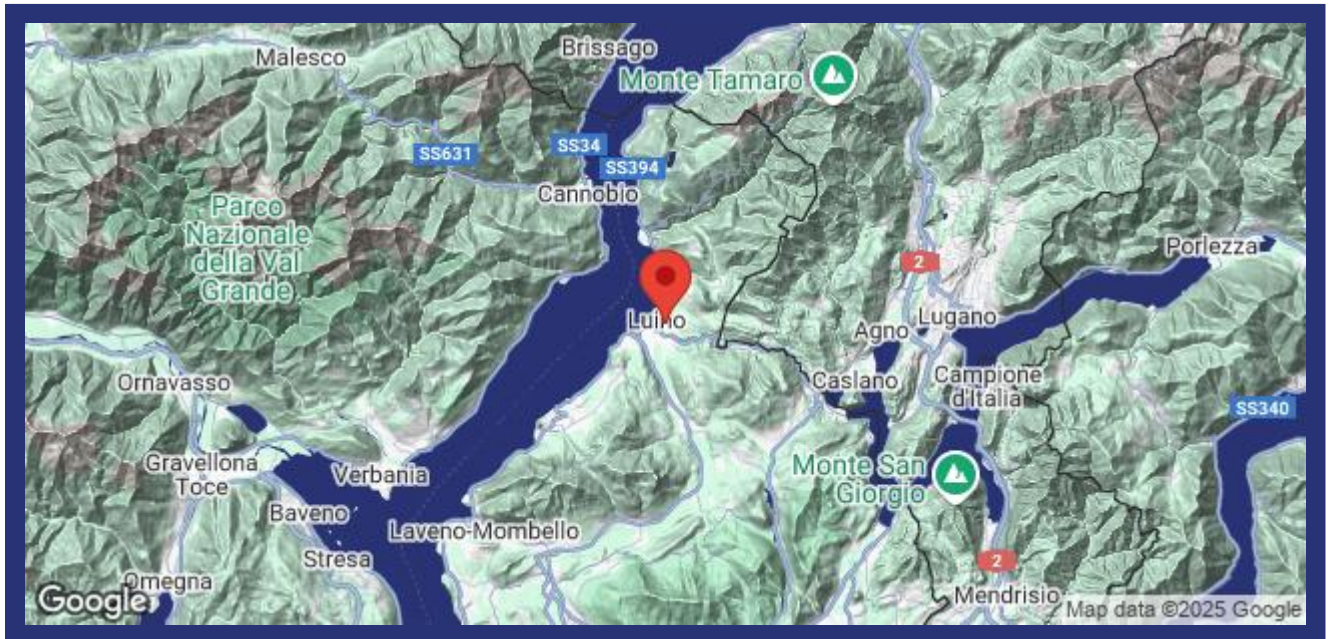 Brissago
Malesco
Monte Tamaro
SS34
SS631
SS394
Cannobio
Parco
Nazionale
della Val
Grande
Porlezza
2
Luino
Lugano
Agno
Ornavasso
Caslano
Campione
d'Italia
SS340
Gravellona
Toce
Verbania
Monte San
Giorgio
Baveno
Laveno-Mombello
Stresa
2
Omegna
Mendrisio
Google
Map data ©2025 Google